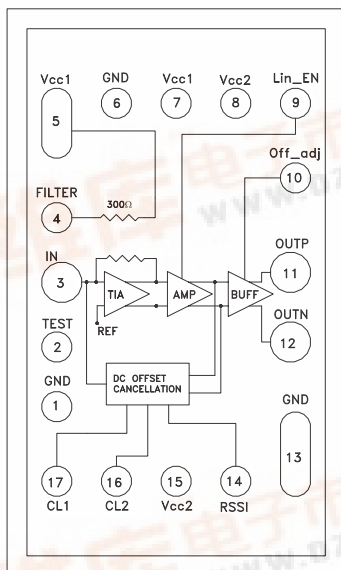 Vcc1 GND Vcc1 Vcc2 Lin_EN
5 6 7 8 9
Off_adj
10
FILTER
4 300Ω
IN OUTP
3 TIA AMP BUFF 11
REF OUTN
TEST 12
2
GND
1
DC OFFSET
CANCELLATION
GND
13
17 16 15 14
CL1 CL2 Vcc2 RSSI